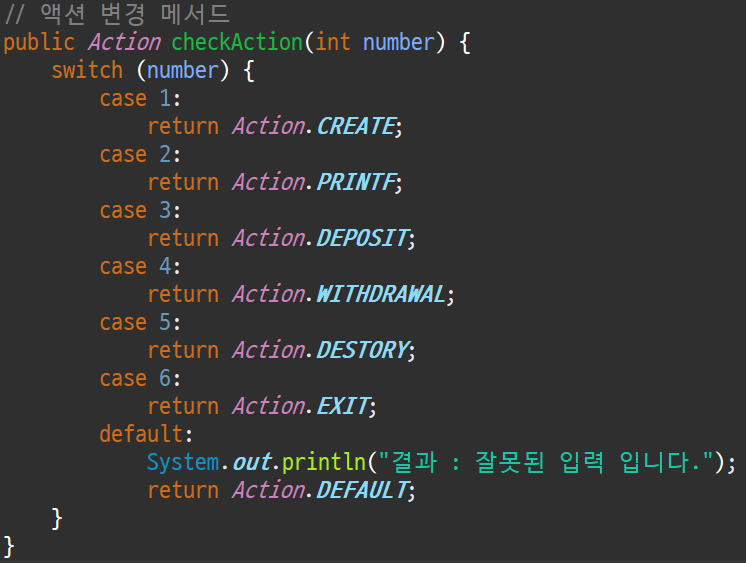 // 액션 변경 메서드
public Action checkAction(int number) {
    switch (number) {
        case 1:
            return Action.CREATE;
        case 2:
            return Action.PRINTF;
        case 3:
            return Action.DEPOSIT;
        case 4:
            return Action.WITHDRAWAL;
        case 5:
            return Action.DESTORY;
        case 6:
            return Action.EXIT;
        default:
            System.out.println("결과 : 잘못된 입력 입니다.");
            return Action.DEFAULT;
    }
}